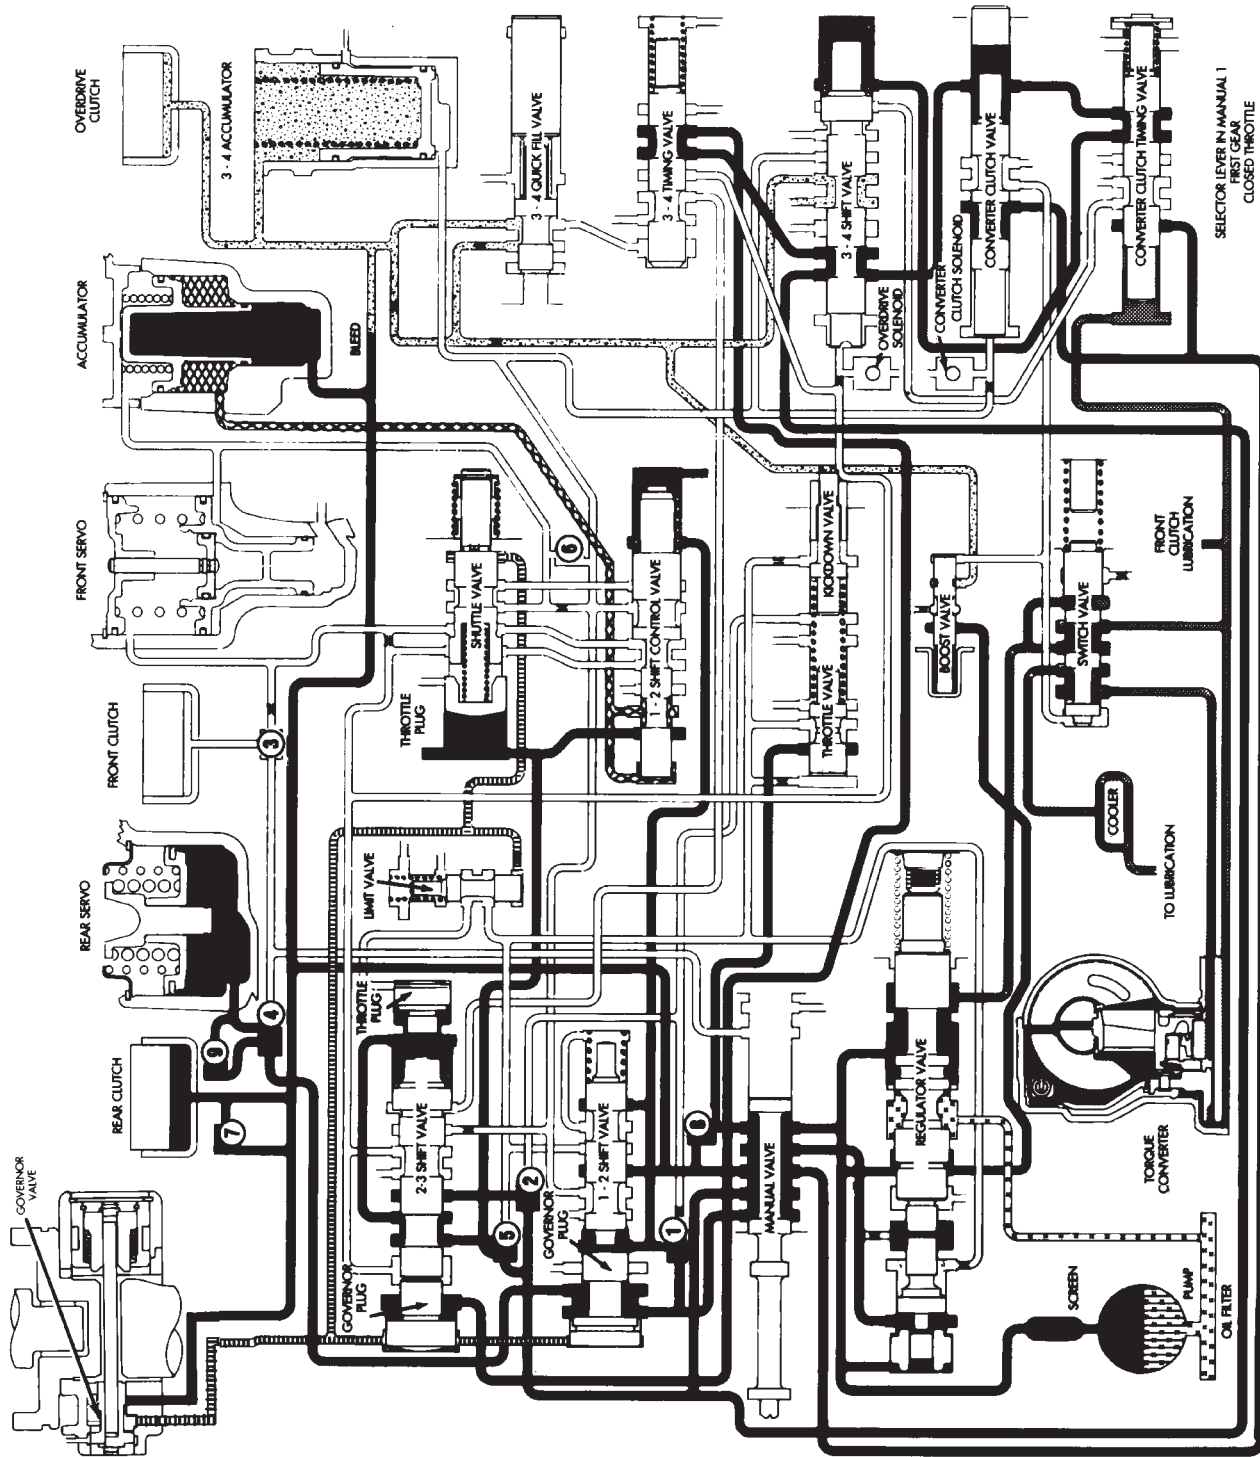 OVERDRIVE
CLUTCH
3 - 4 ACCUMULATOR
3 - 4 QUICK FILL VALVE
3 - 4 TIMING VALVE
3 - 4 SHIFT VALVE
CONVERTER CLUTCH VALVE
CONVERTER CLUTCH TIMING VALVE
SELECTOR LEVER IN MANUAL 1
FIRST GEAR
CLOSED THROTTLE
ACCUMULATOR
BLEED
OVERDRIVE
SOLENOID
CONVERTER
CLUTCH SOLENOID
FRONT SERVO
SHUTTLE VALVE
6
1 - 2 SHIFT CONTROL VALVE
KICKDOWN VALVE
THROTTLE VALVE
BOOST VALVE
SWITCH VALVE
FRONT
CLUTCH
LUBRICATION
FRONT CLUTCH
3
THROTTLE
PLUG
COOLER
TO LUBRICATION
REAR SERVO
LIMIT VALVE
REAR CLUTCH
9
4
7
THROTTLE
PLUG
2-3 SHIFT VALVE
GOVERNOR
PLUG
5
2
1 - 2 SHIFT VALVE
GOVERNOR
PLUG
8
1
MANUAL VALVE
REGULATOR VALVE
TORQUE
CONVERTER
SCREEN
PUMP
OIL FILTER
GOVERNOR
VALVE